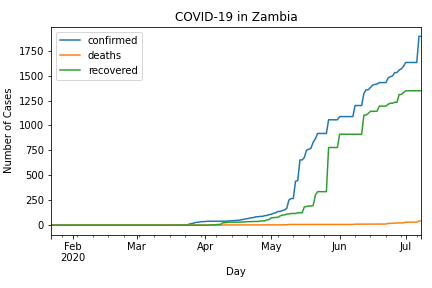 COVID-19 in Zambia
confirmed
deaths
recovered
1750
1500
1250
1000
750
500
250
0
Number of Cases
Feb Mar Apr May Jun Jul
2020
Day